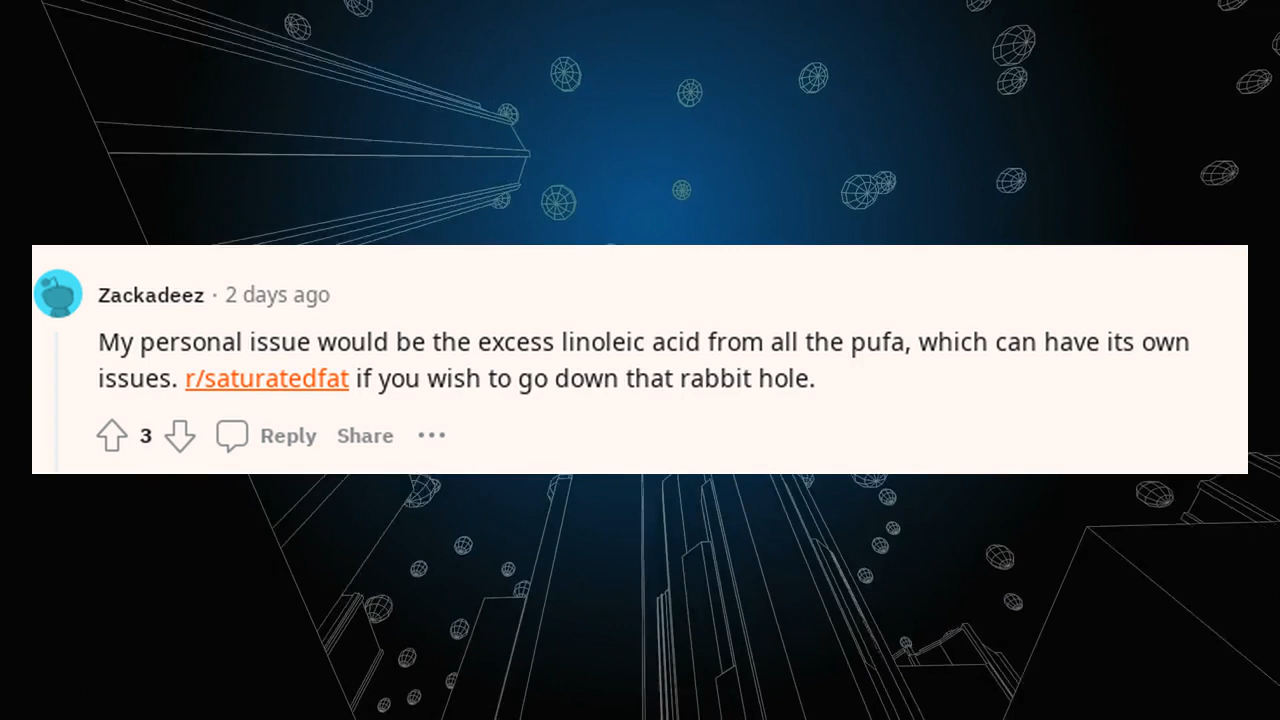 Zackadeez · 2 days ago
My personal issue would be the excess linoleic acid from all the pufa, which can have its own
issues. r/saturatedfat if you wish to go down that rabbit hole.
3 Reply Share ···